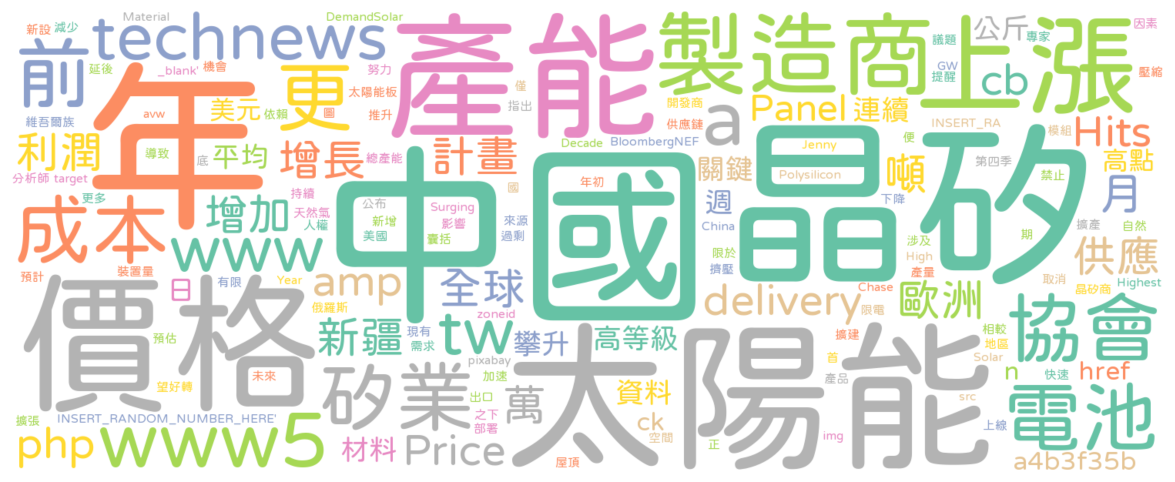 新設
減少
Material
DemandSolar
延後
_blank'
機會
technews
前
年
更
產能
製造商
上漲
公斤
專家
因素
議題
GW
提醒
cb
壓縮
努力
太陽能板
僅
指出
開發商
供應鏈
a
Panel
連續
INSERT_RA
模組
Hits
維吾爾族
avw
美元
依賴
圖
推升
利潤
導致
底
平均
增長
總產能
計畫
Decade
BloombergNEF
便
Jenny
Polysilicon
第四季
禁止
高點
關鍵
噸
分析師
target
更多
持續
天然氣
人權
公布
新增
美國
國
Surging
影響
囊括
來源
過剩
年初
中國
晶矽
週
China
限於
擠壓
下降
涉及
High
產量
期
擴產
自然
月
成本
增加
www
預計
裝置量
日
有限
Year
amp
俄羅斯
全球
zoneid
delivery
Chase
限電
歐洲
取消
晶矽商
Highest
供應
價格
預估
望好轉
未來
新疆
現有
需求
tw
攀升
pixabay
高等級
擴建
首
產品
相較
地區
Solar
協會
n
快速
href
矽業
加速
出口
之下
部署
萬
太陽能
資料
ck
空間
正
img
src
上線
電池
擴張
INSERT_RANDOM_NUMBER_HERE'
php
www5
材料
Price
屋頂
a4b3f35b